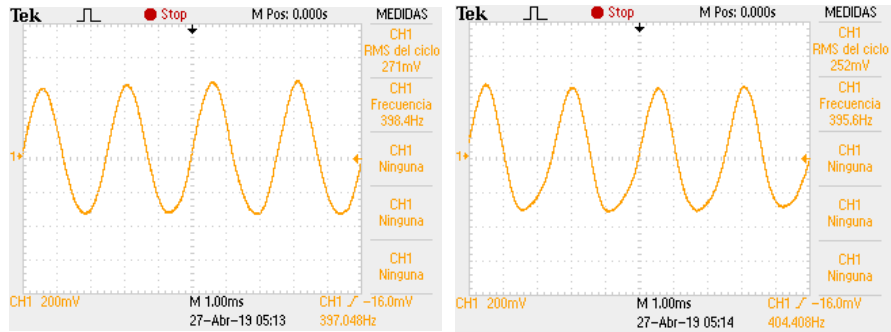 Tek Stop M Pos: 0.000s MEDIDAS
CH1
RMS del ciclo
271mV
CH1
Frecuencia
398.4Hz
CH1
Ninguna
CH1
Ninguna
CH1
Ninguna
1
CH1 200mV M 1.00ms CH1 -16.0mV
27-Abr-19 05:13 397.048Hz
Tek Stop M Pos: 0.000s MEDIDAS
CH1
RMS del ciclo
252mV
CH1
Frecuencia
395.6Hz
CH1
Ninguna
CH1
Ninguna
CH1
Ninguna
1
CH1 200mV M 1.00ms CH1 -16.0mV
27-Abr-19 05:14 404.408Hz